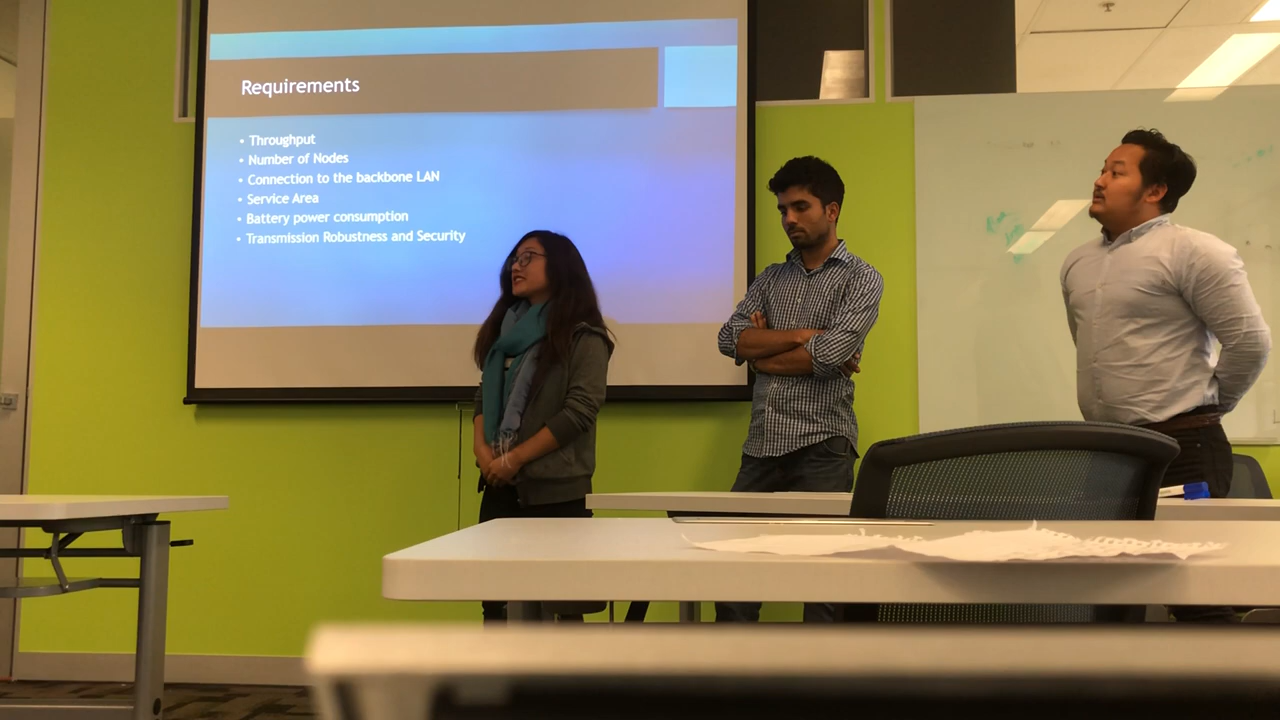 Requirements
• Throughput
• Number of Nodes
• Connection to the backbone LAN
• Service Area
• Battery power consumption
• Transmission Robustness and Security